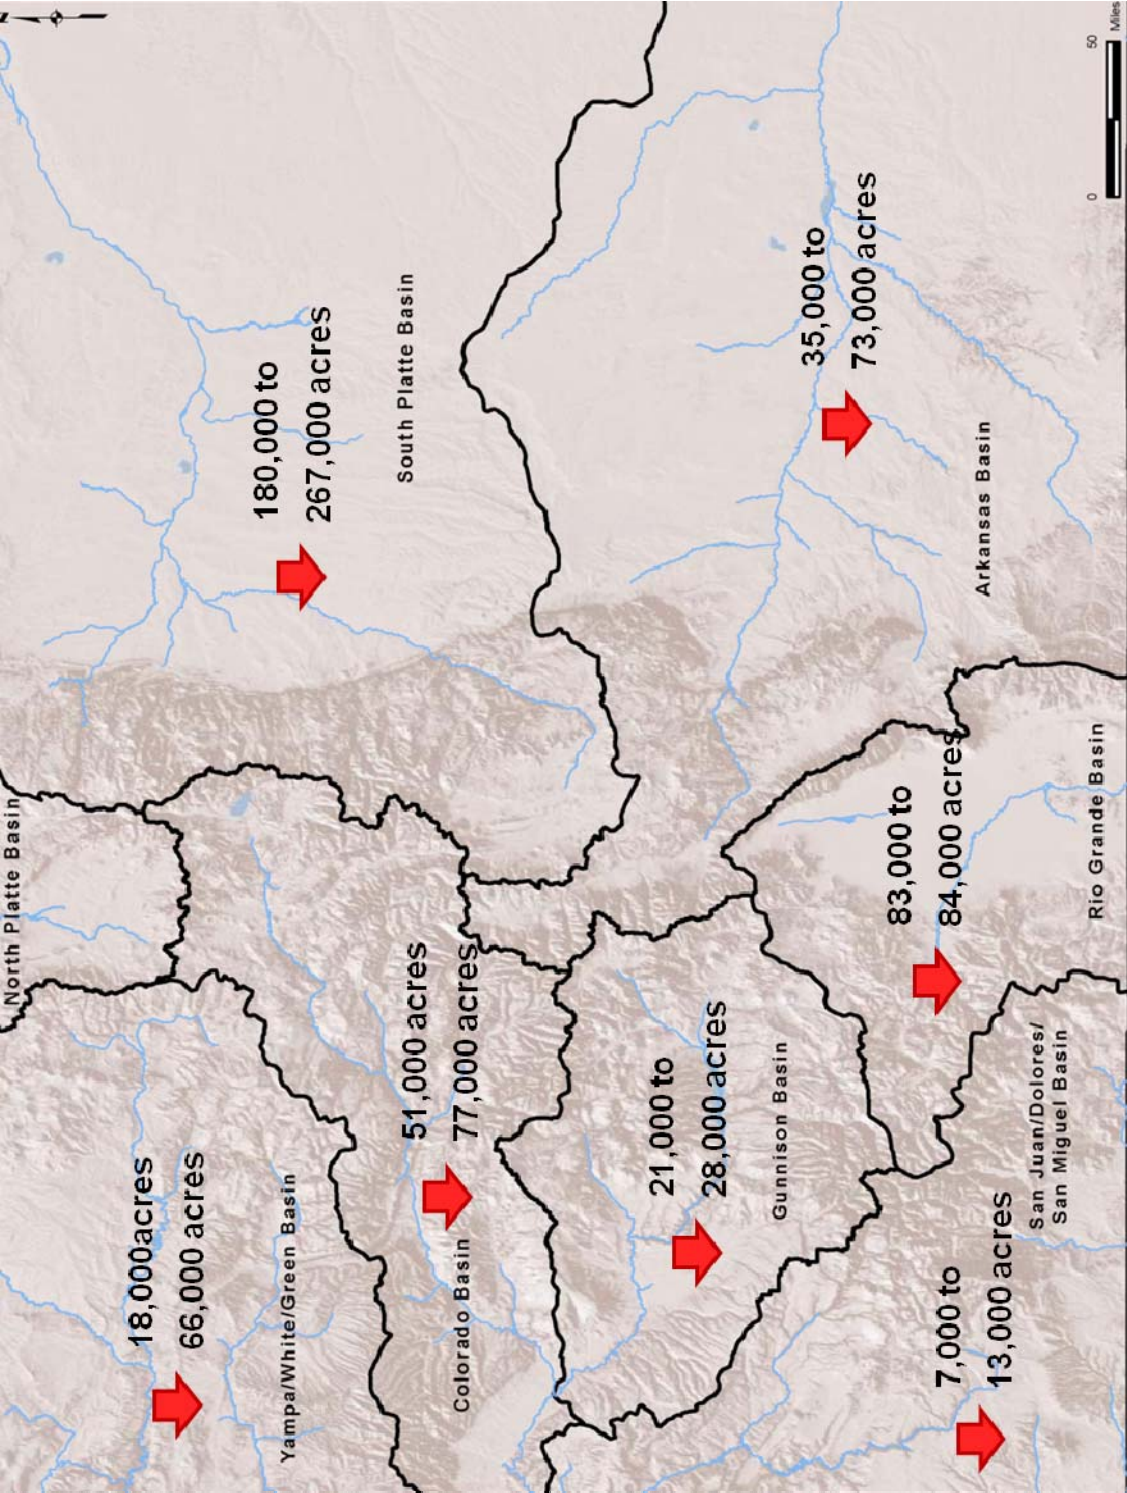 North Platte Basin
18,000acres
66,000 acres
Yampa/White/Green Basin
180,000 to
267,000 acres
South Platte Basin
51,000 acres
77,000 acres
Colorado Basin
21,000 to
28,000 acres
Gunnison Basin
35,000 to
73,000 acres
Arkansas Basin
83,000 to
84,000 acres
Rio Grande Basin
7,000 to
13,000 acres
San Juan/Dolores/
San Miguel Basin
0 50
Miles